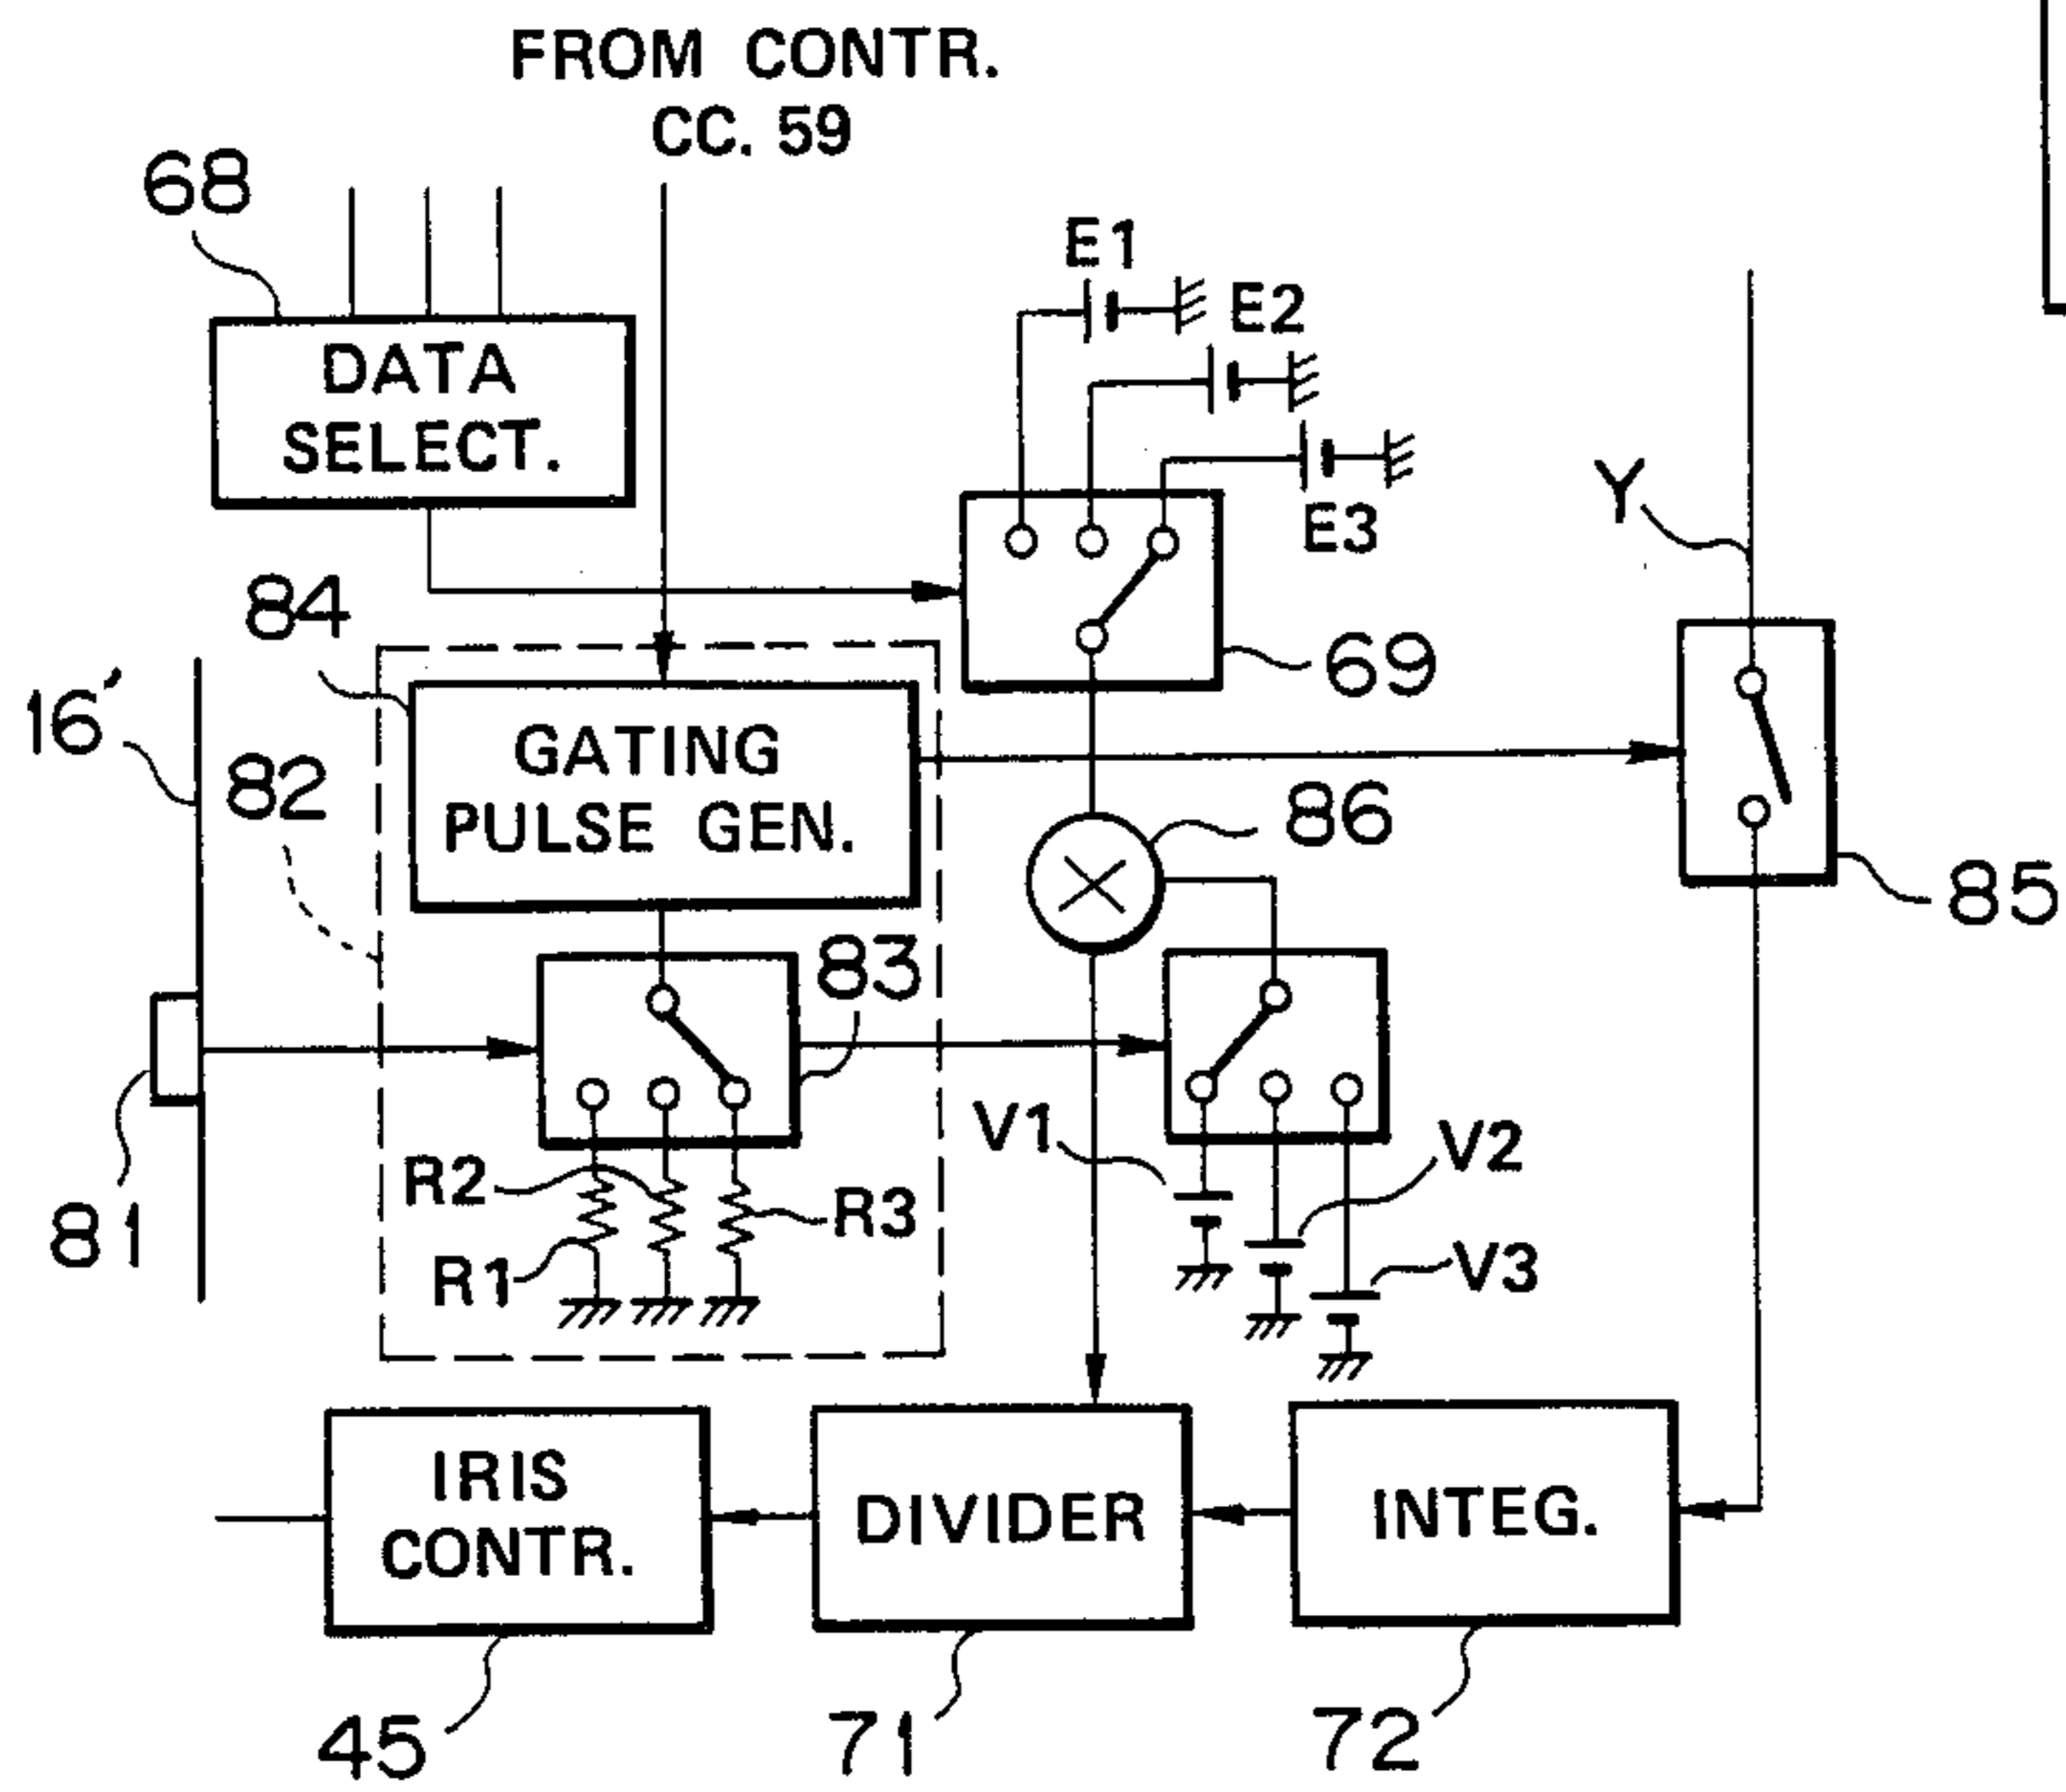 FROM CONTR.
CC. 59
68
DATA
SELECT.
E1
E2
E3
Y
69
84
16'
82
GATING
PULSE GEN.
86
85
83
81
R2
R1
R3
V1
V2
V3
IRIS
CONTR.
DIVIDER
INTEG.
45
71
72